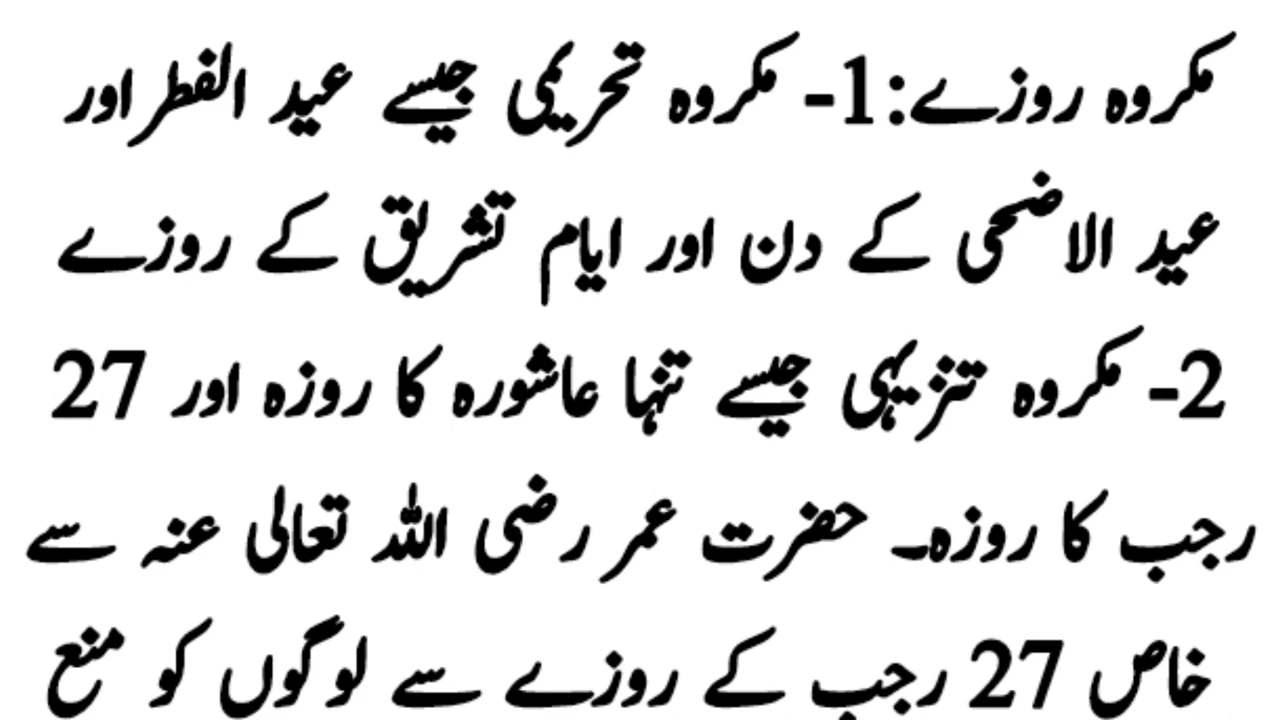 مکروہ روزے:1- مکروہ تحریمی جیسے عید الفطر اور
عید الاضحی کے دن اور ایام تشریق کے روزے
2- مکروہ تنزیہی جیسے تنہا عاشورہ کا روزہ اور 27
رجب کا روزہ۔ حضرت عمر رضی اللہ تعالی عنہ سے
خاص 27 رجب کے روزے سے لوگوں کو منع